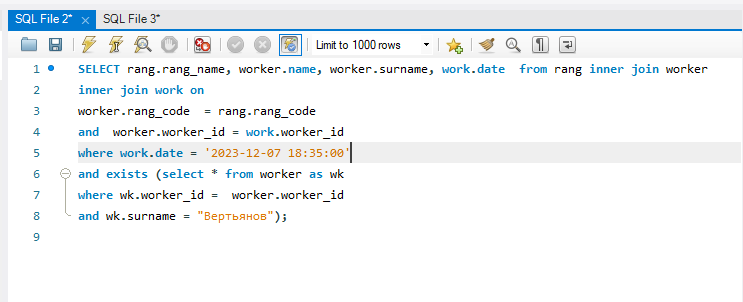 SQL File 2* SQL File 3*
Limit to 1000 rows
1 SELECT rang.rang_name, worker.name, worker.surname, work.date  from rang inner join worker
2 inner join work on
3 worker.rang_code  = rang.rang_code
4 and  worker.worker_id = work.worker_id
5 where work.date = '2023-12-07 18:35:00'
6 and exists (select * from worker as wk
7 where wk.worker_id =  worker.worker_id
8 and wk.surname = "Вертьянов");
9